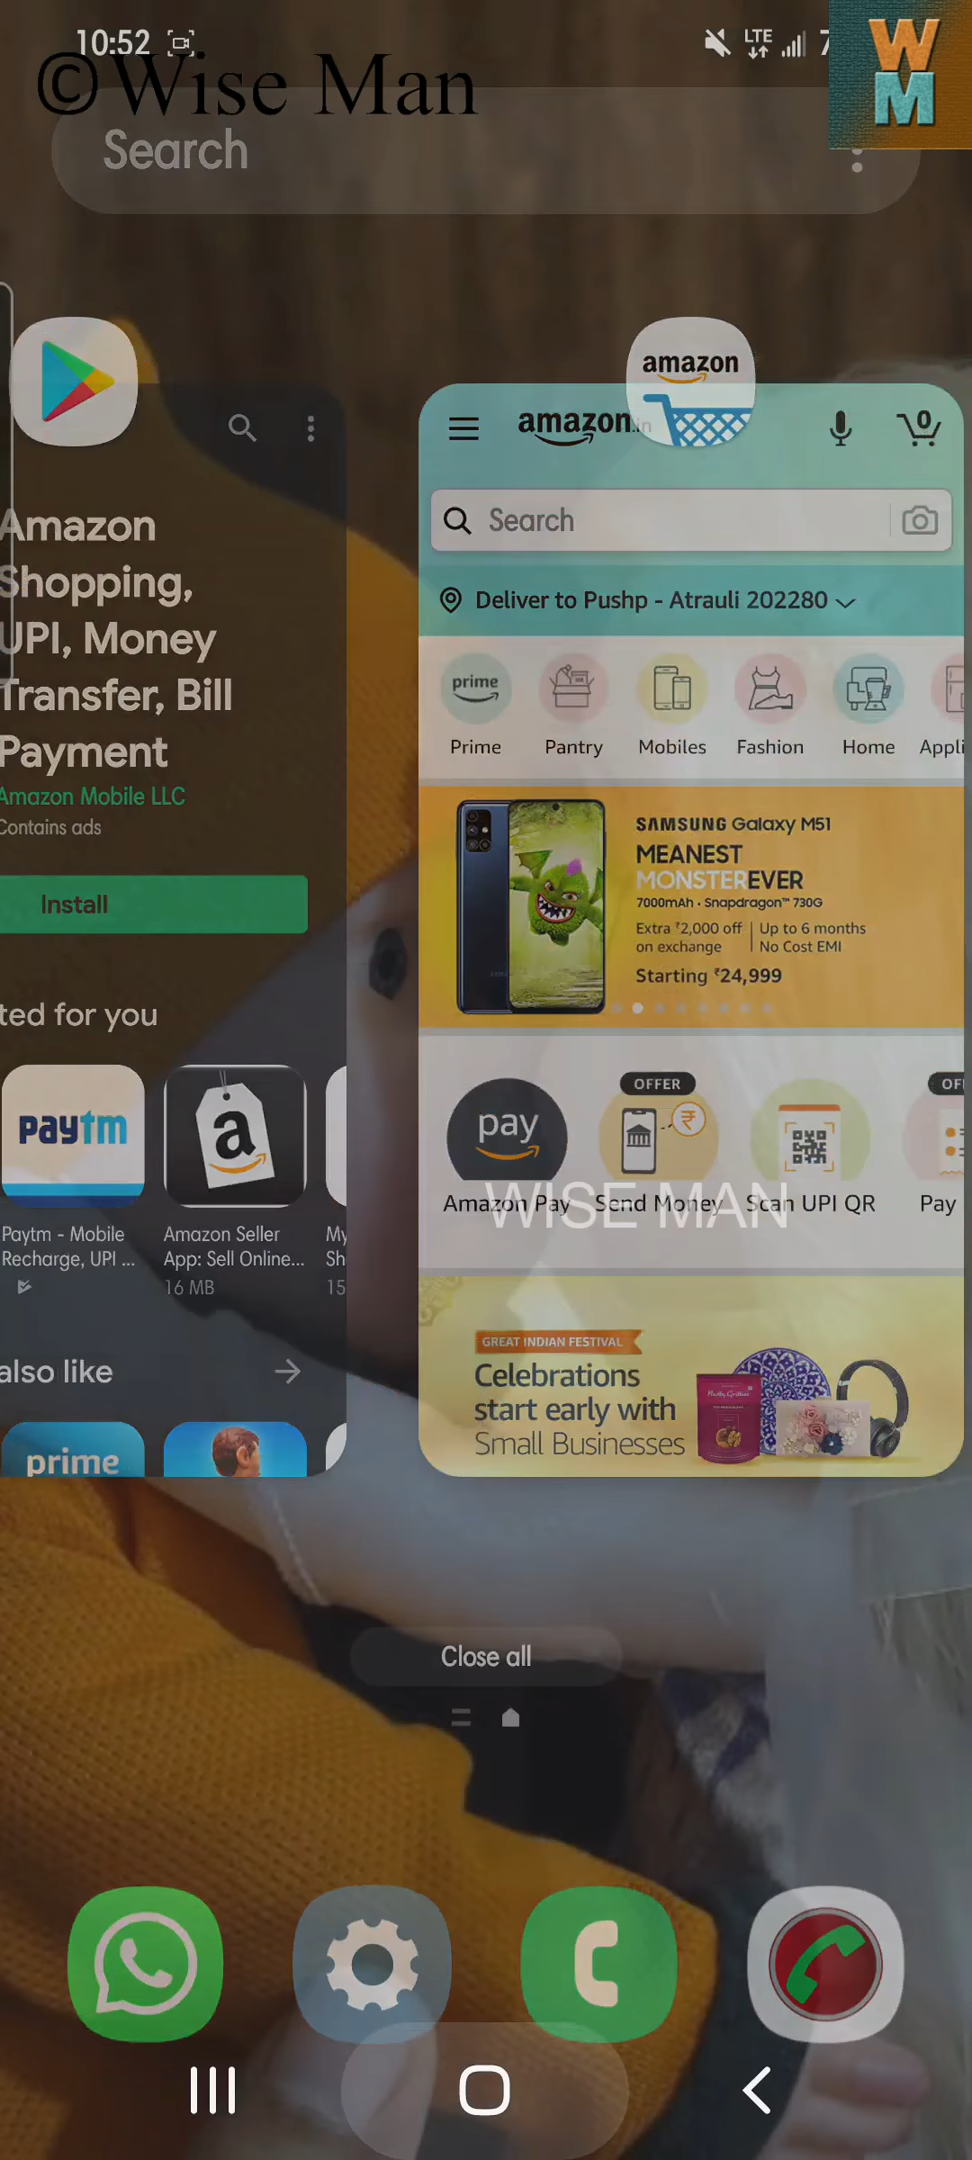 10:52
LTE
7
W
M
©Wise Man
Search
amazon
Amazon
Shopping,
UPI, Money
Transfer, Bill
Payment
Amazon Mobile LLC
Contains ads
Install
ted for you
paytm
a
Paytm - Mobile
Recharge, UPI ...
Amazon Seller
App: Sell Online...
16 MB
My
Sh
15
also like
prime
amazon.in
0
Search
Deliver to Pushp - Atrauli 202280
prime
Prime
Pantry
Mobiles
Fashion
Home
Appli
SAMSUNG Galaxy M51
MEANEST
MONSTEREVER
7000mAh • Snapdragon™ 730G
Extra ₹2,000 off
on exchange
Up to 6 months
No Cost EMI
Starting ₹24,999
OFFER
OF
pay
₹
Amazon Pay
Send Money
Scan UPI QR
Pay
WISE MAN
GREAT INDIAN FESTIVAL
Celebrations
start early with
Small Businesses
Close all